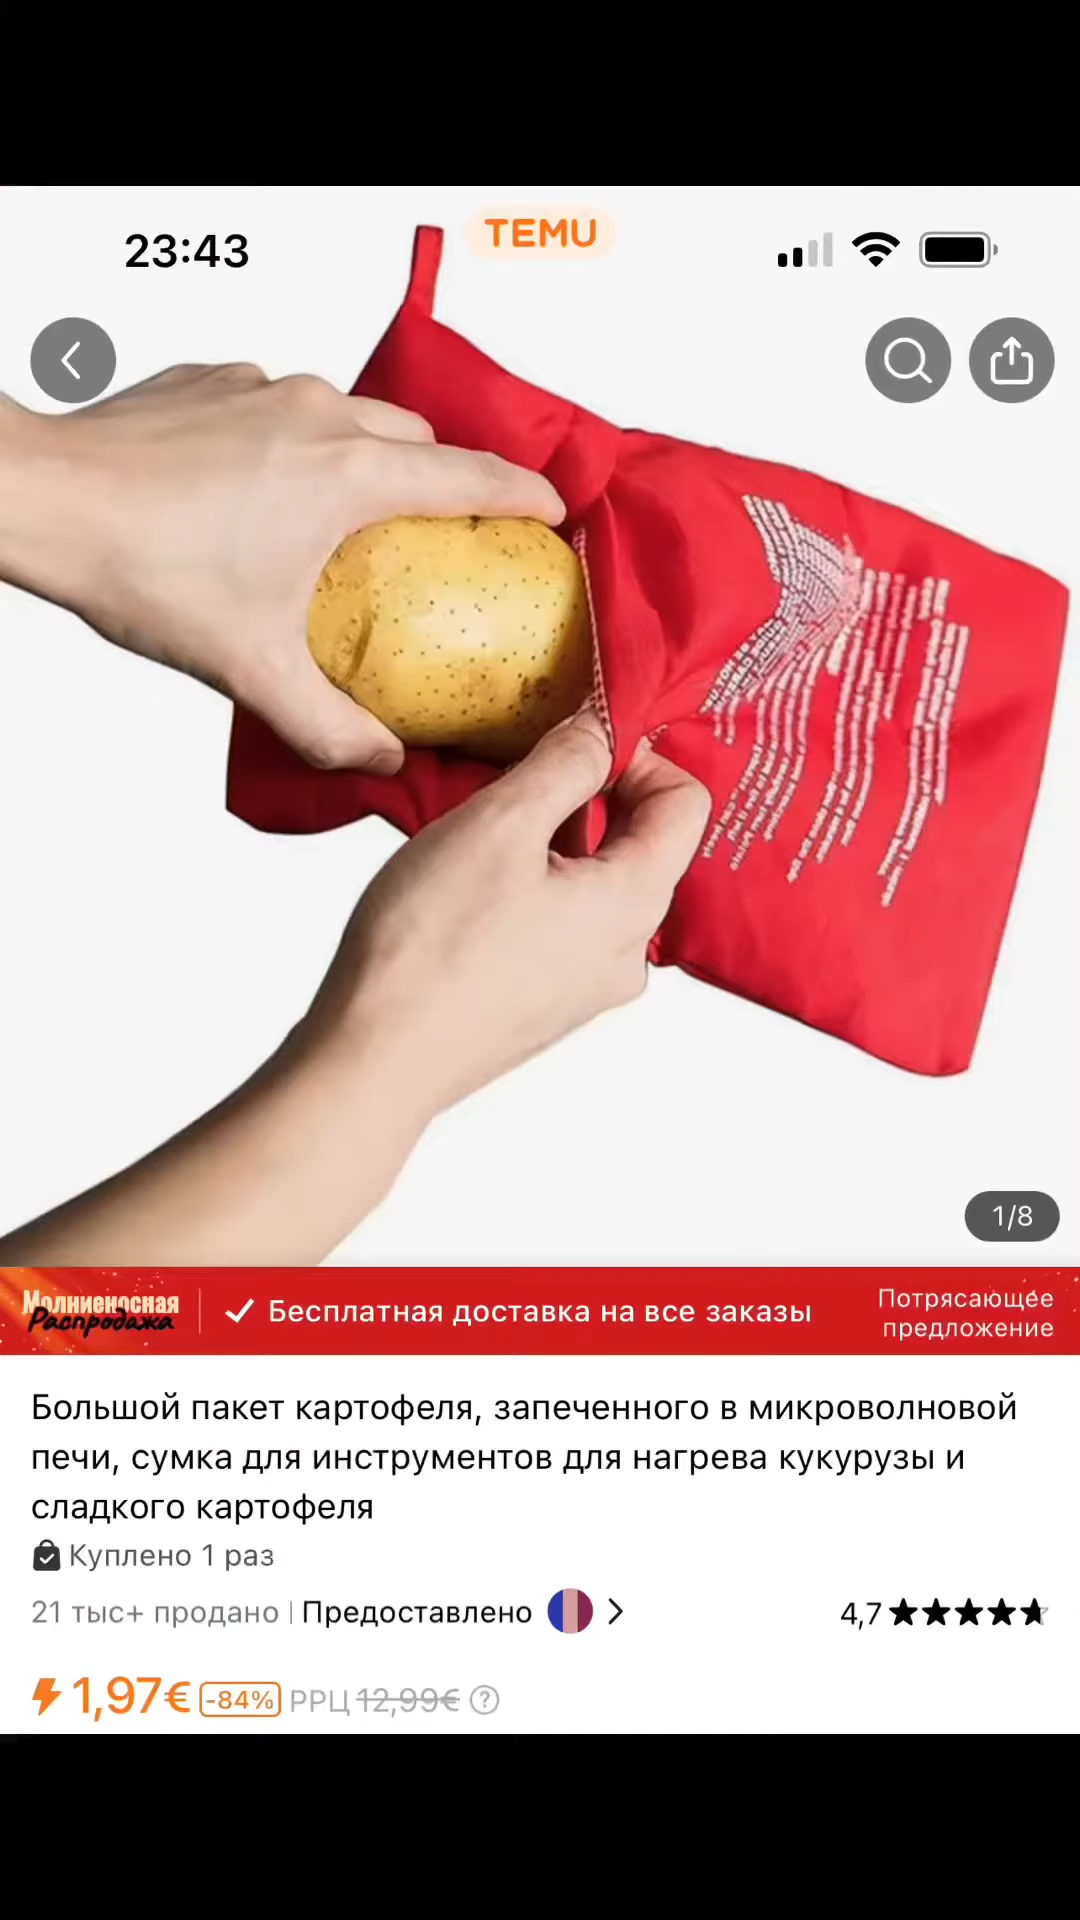 TEMU
23:43
1/8
Молниеносная
Распродажа
Бесплатная доставка на все заказы
Потрясающее
предложение
Большой пакет картофеля, запеченного в микроволновой
печи, сумка для инструментов для нагрева кукурузы и
сладкого картофеля
Куплено 1 раз
21 тыс+ продано | Предоставлено
4,7
1,97€ -84% РРЦ 12,99€ ?